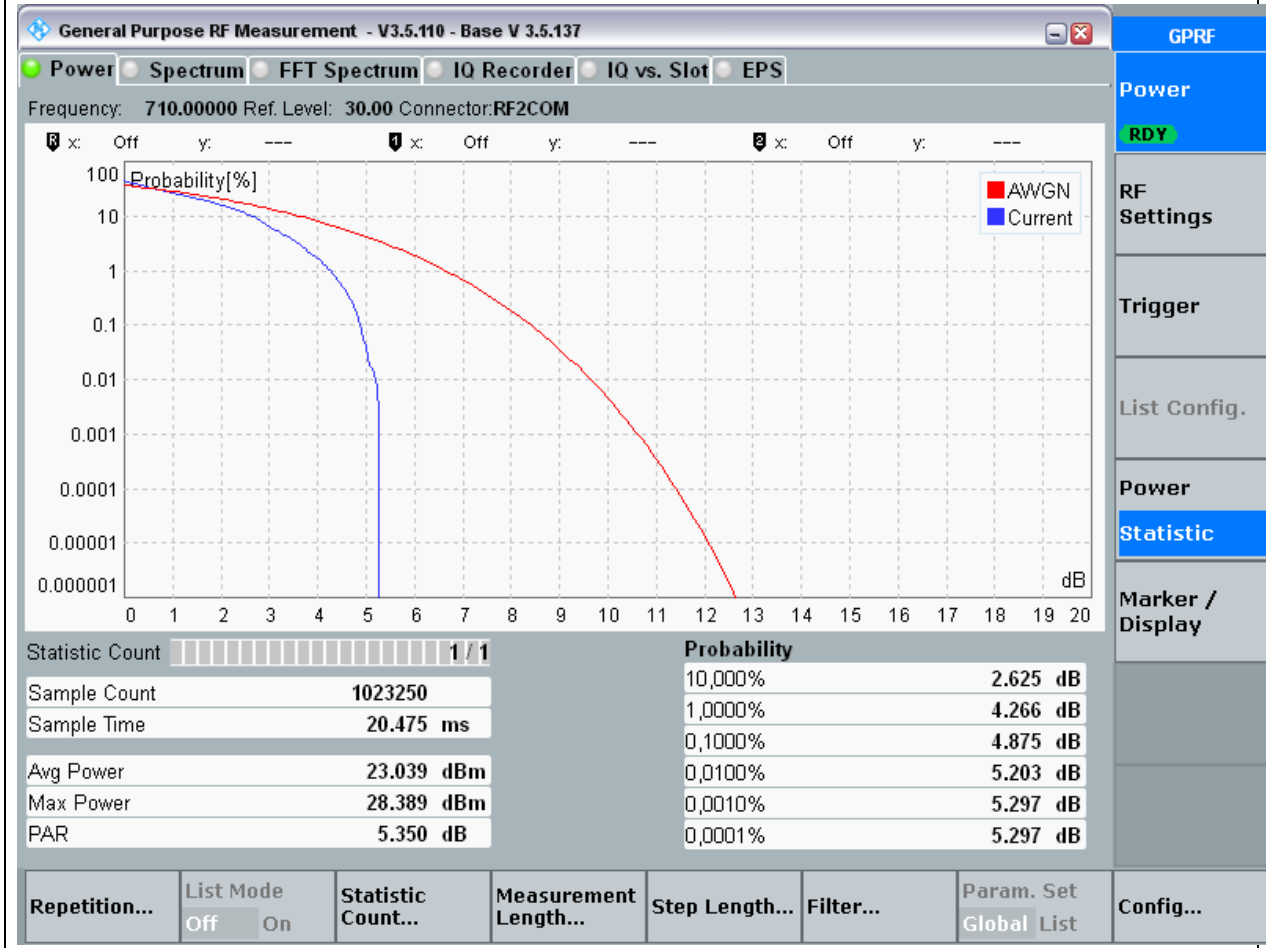 General Purpose RF Measurement - V3.5.110 - Base V 3.5.137
GPRF
Power Spectrum FFT Spectrum IQ Recorder IQ vs. Slot EPS
Frequency: 710.00000 Ref. Level: 30.00 Connector:RF2COM
R x: Off y: --- 1 x: Off y: --- 2 x: Off y: ---
Probability[%]
100
10
1
0.1
0.01
0.001
0.0001
0.00001
0.000001
AWGN
Current
dB
0 1 2 3 4 5 6 7 8 9 10 11 12 13 14 15 16 17 18 19 20
Statistic Count 1 / 1
Sample Count 1023250
Sample Time 20.475 ms
Avg Power 23.039 dBm
Max Power 28.389 dBm
PAR 5.350 dB
Probability
10,000% 2.625 dB
1,0000% 4.266 dB
0,1000% 4.875 dB
0,0100% 5.203 dB
0,0010% 5.297 dB
0,0001% 5.297 dB
Power
RDY
RF
Settings
Trigger
List Config.
Power
Statistic
Marker /
Display
Repetition...
List Mode
Off On
Statistic
Count...
Measurement
Length...
Step Length...
Filter...
Param. Set
Global List
Config...